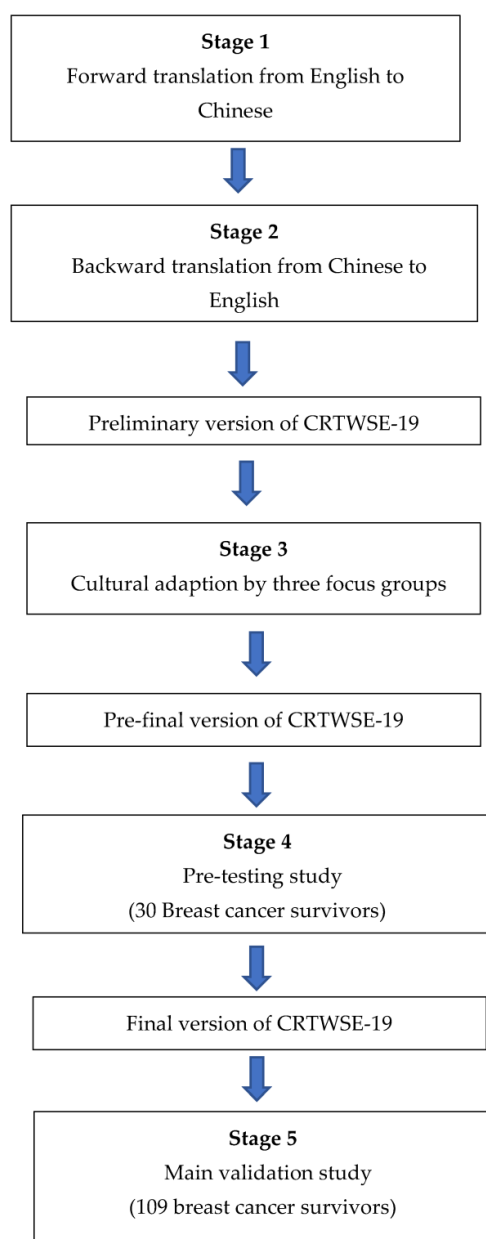 Stage 1
Forward translation from English to
Chinese
Stage 2
Backward translation from Chinese to
English
Preliminary version of CRTWSE-19
Stage 3
Cultural adaption by three focus groups
Pre-final version of CRTWSE-19
Stage 4
Pre-testing study
(30 Breast cancer survivors)
Final version of CRTWSE-19
Stage 5
Main validation study
(109 breast cancer survivors)